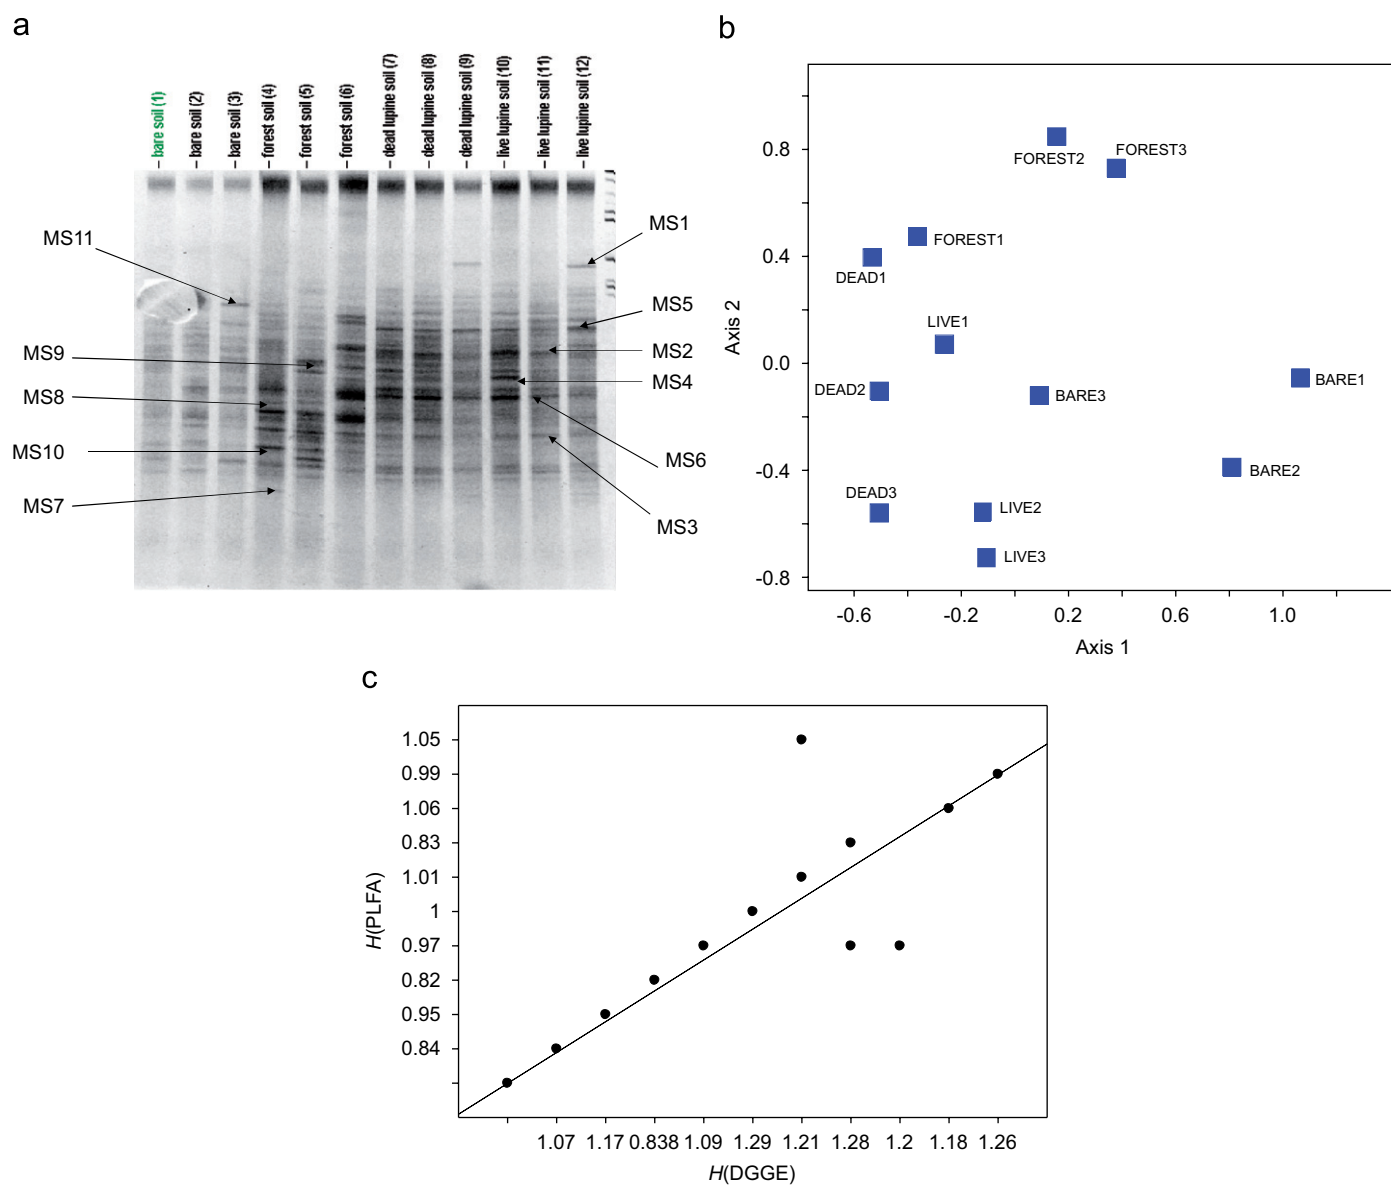 a
bare soil (1)
bare soil (2)
bare soil (3)
forest soil (4)
forest soil (5)
forest soil (6)
dead lupine soil (7)
dead lupine soil (8)
dead lupine soil (9)
live lupine soil (10)
live lupine soil (11)
live lupine soil (12)
MS11
MS9
MS8
MS10
MS7
MS1
MS5
MS2
MS4
MS6
MS3
b
Axis 2
0.8
0.4
0.0
-0.4
-0.8
FOREST2
FOREST3
FOREST1
DEAD1
LIVE1
DEAD2
BARE3
BARE1
BARE2
DEAD3
LIVE2
LIVE3
-0.6 -0.2 0.2 0.6 1.0
Axis 1
c
H(PLFA)
1.05
0.99
1.06
0.83
1.01
1
0.97
0.82
0.95
0.84
1.07 1.17 0.838 1.09 1.29 1.21 1.28 1.2 1.18 1.26
H(DGGE)